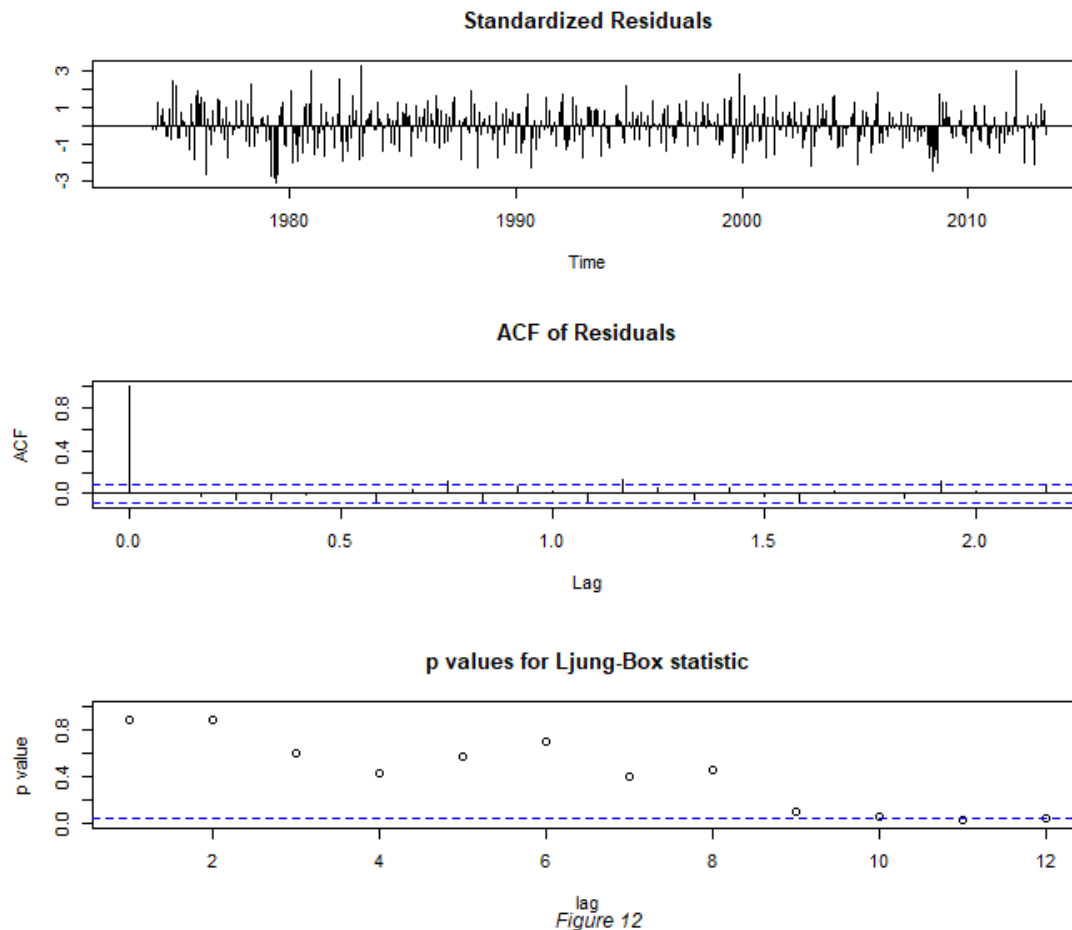 Standardized Residuals
3
1
-1
-3
1980 1990 2000 2010
Time
ACF of Residuals
ACF
0.8
0.4
0.0
0.0 0.5 1.0 1.5 2.0
Lag
p values for Ljung-Box statistic
p value
0.8
0.4
0.0
2 4 6 8 10 12
lag
Figure 12